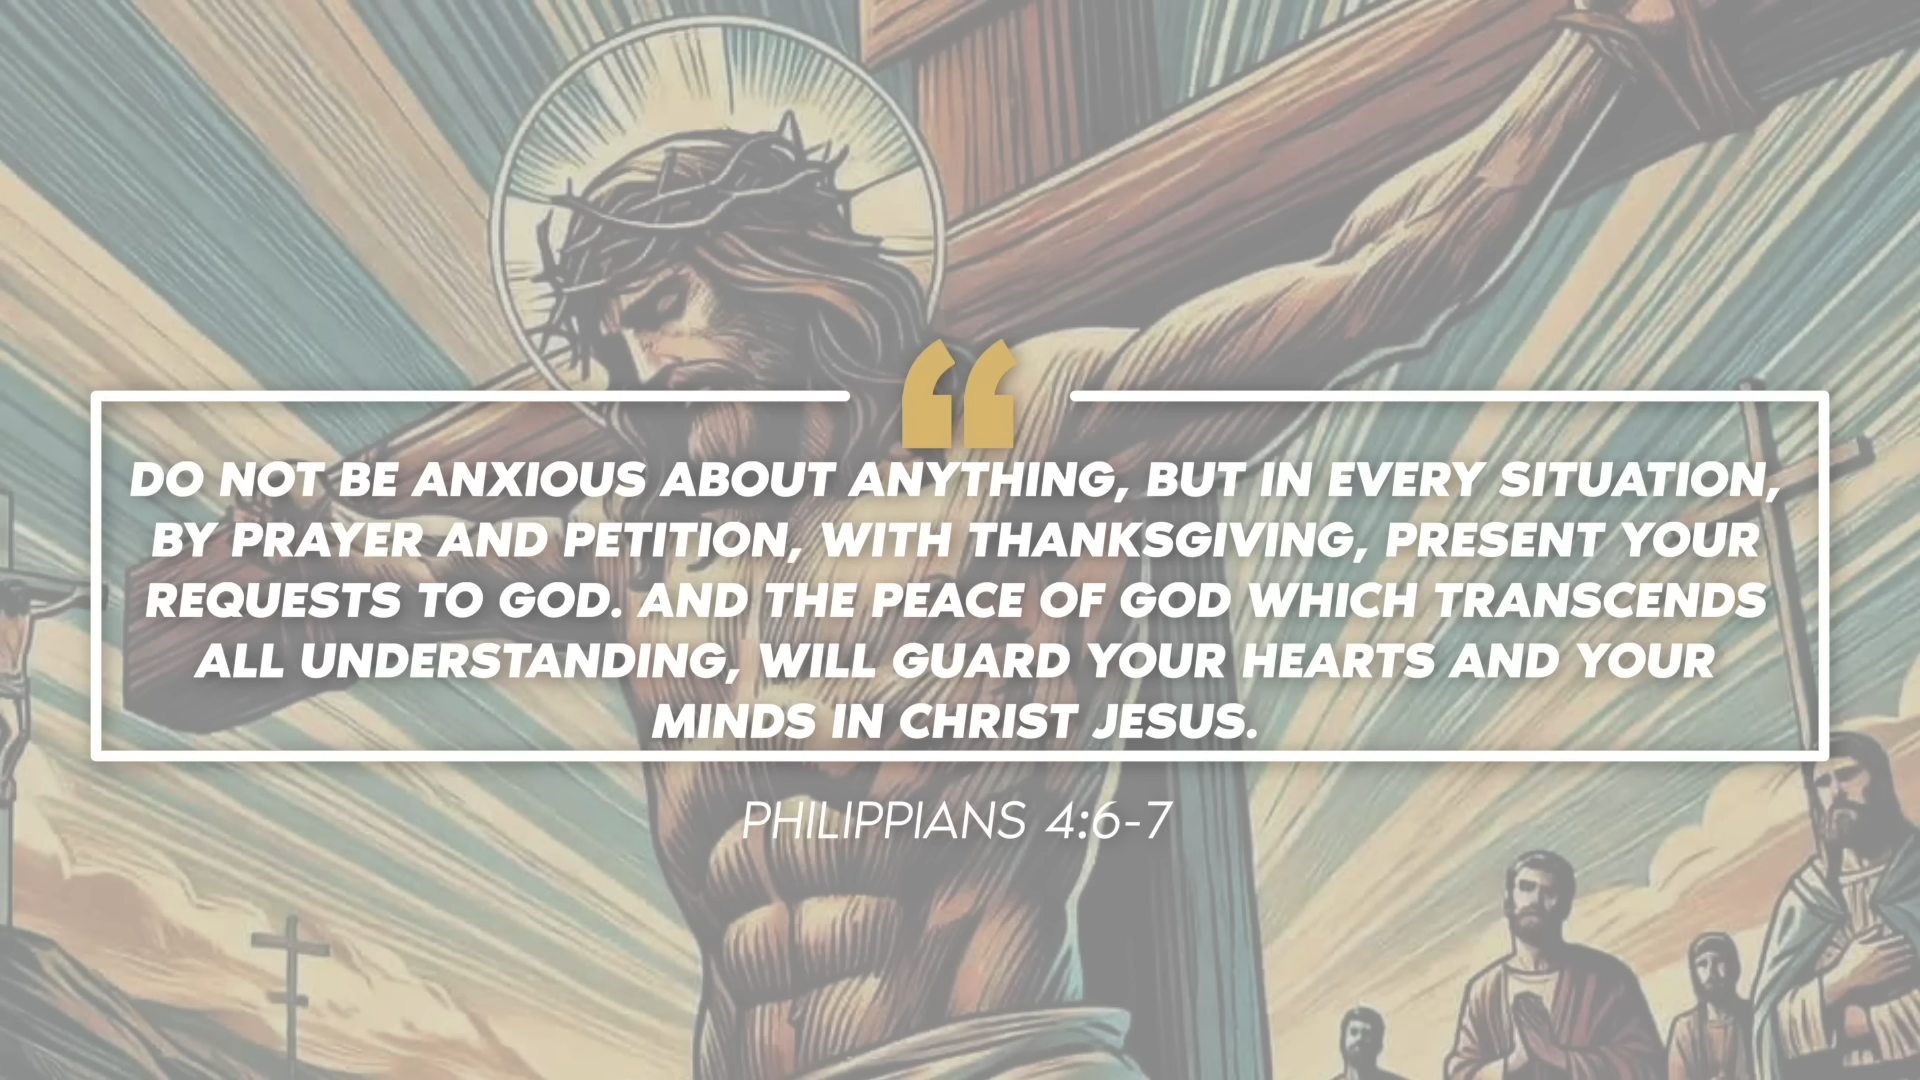 “
DO NOT BE ANXIOUS ABOUT ANYTHING, BUT IN EVERY SITUATION,
BY PRAYER AND PETITION, WITH THANKSGIVING, PRESENT YOUR
REQUESTS TO GOD. AND THE PEACE OF GOD WHICH TRANSCENDS
ALL UNDERSTANDING, WILL GUARD YOUR HEARTS AND YOUR
MINDS IN CHRIST JESUS.
PHILIPPIANS 4:6-7